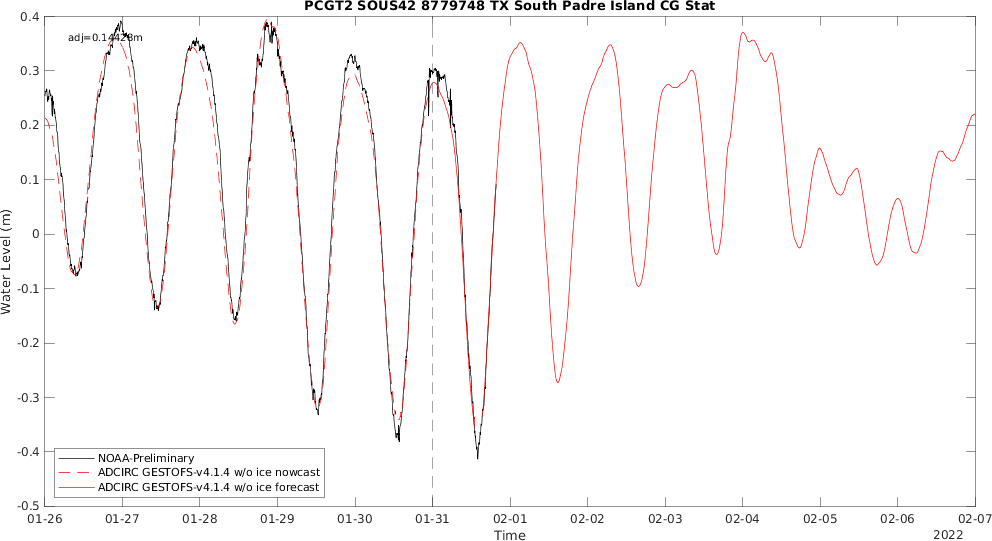 PCGT2 SOUS42 8779748 TX South Padre Island CG Stat
adj=0.14428m
0.4
0.3
0.2
0.1
0
-0.1
-0.2
-0.3
-0.4
-0.5
Water Level (m)
NOAA-Preliminary
ADCIRC GESTOFS-v4.1.4 w/o ice nowcast
ADCIRC GESTOFS-v4.1.4 w/o ice forecast
01-26 01-27 01-28 01-29 01-30 01-31 02-01 02-02 02-03 02-04 02-05 02-06 02-07
Time
2022